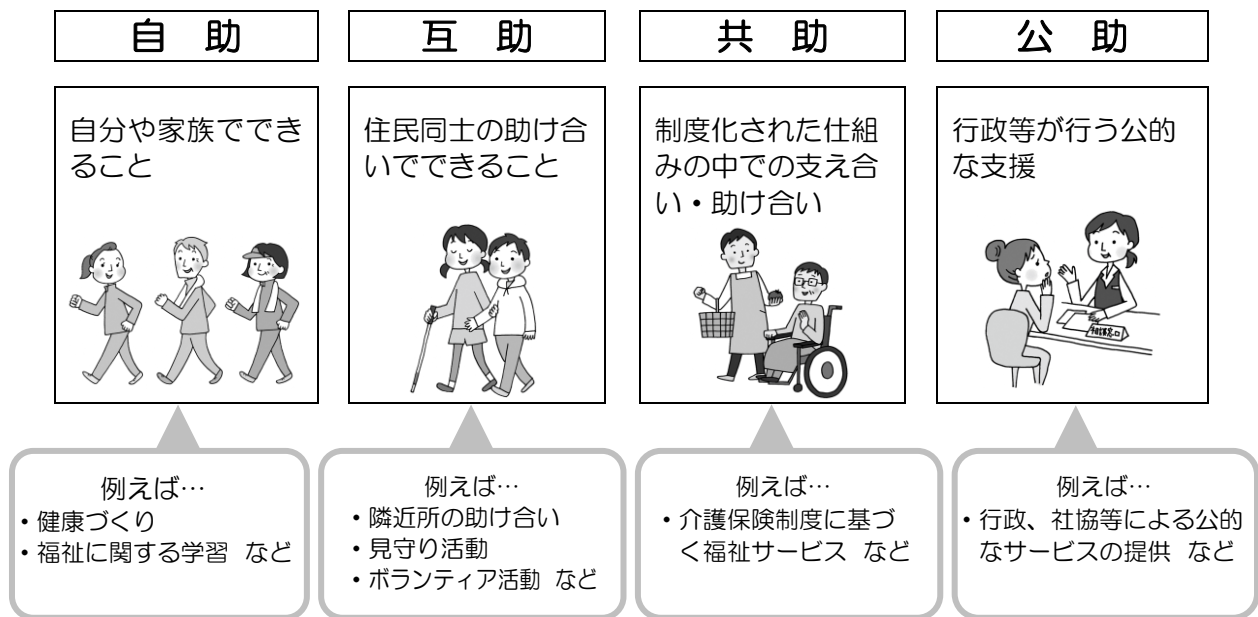 自　助
互　助
共　助
公　助
自分や家族ででき
ること
住民同士の助け合
いでできること
制度化された仕組
みの中での支え合
い・助け合い
行政等が行う公的
な支援
相談窓口
例えば…
・健康づくり
・福祉に関する学習 など
例えば…
・隣近所の助け合い
・見守り活動
・ボランティア活動 など
例えば…
・介護保険制度に基づ
く福祉サービス など
例えば…
・行政、社協等による公的
なサービスの提供 など